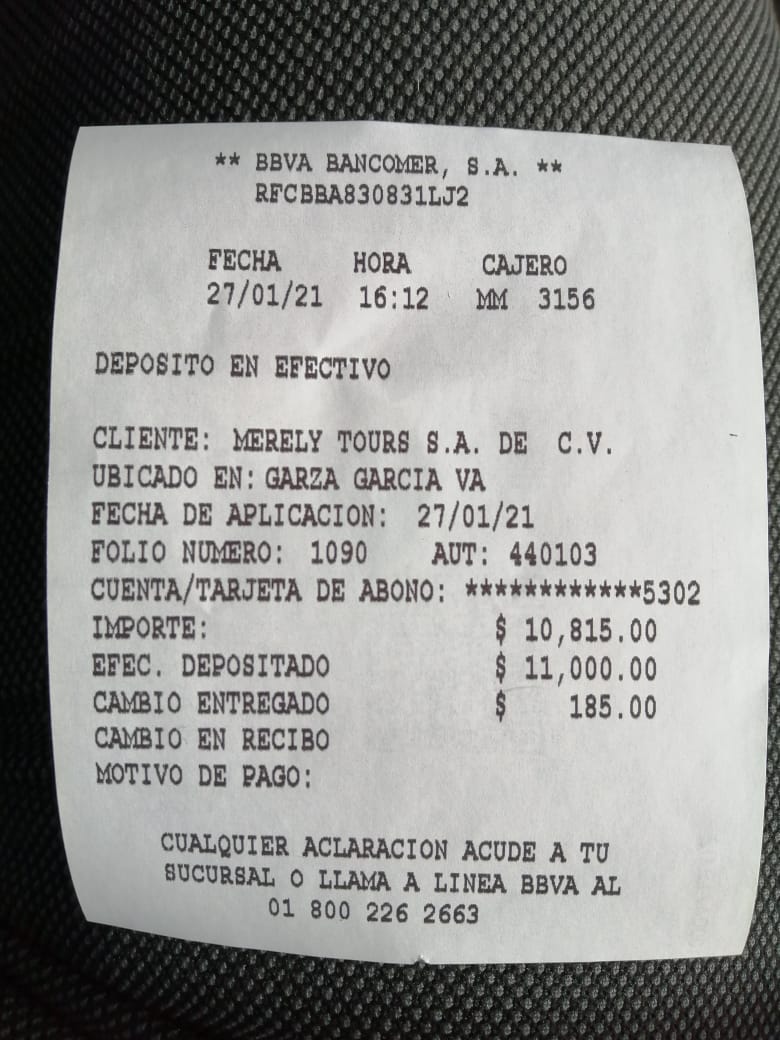 ** BBVA BANCOMER, S.A. **
RFCBBA830831LJ2
FECHA HORA CAJERO
27/01/21 16:12 MM 3156
DEPOSITO EN EFECTIVO
CLIENTE: MERELY TOURS S.A. DE C.V.
UBICADO EN: GARZA GARCIA VA
FECHA DE APLICACION: 27/01/21
FOLIO NUMERO: 1090 AUT: 440103
CUENTA/TARJETA DE ABONO: ************5302
IMPORTE: $ 10,815.00
EFEC. DEPOSITADO $ 11,000.00
CAMBIO ENTREGADO $ 185.00
CAMBIO EN RECIBO
MOTIVO DE PAGO:
CUALQUIER ACLARACION ACUDE A TU
SUCURSAL O LLAMA A LINEA BBVA AL
01 800 226 2663